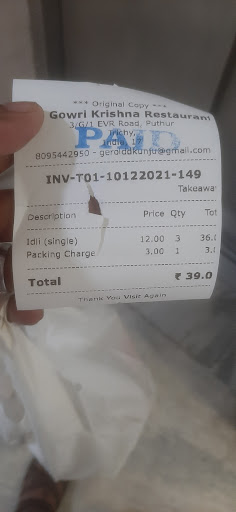 *** Original Copy ***
Gowri Krishna Restaurant
3-G/1 EVR Road, Puthur
Trichy,
PAID
8095442950 - gerolddkunju@gmail.com
INV-T01-10122021-149
Takeawa
Description Price Qty Tot
Idli (single) 12.00 3 36.
Packing Charge 3.00 1 3.
Total ₹ 39.0
Thank You Visit Again